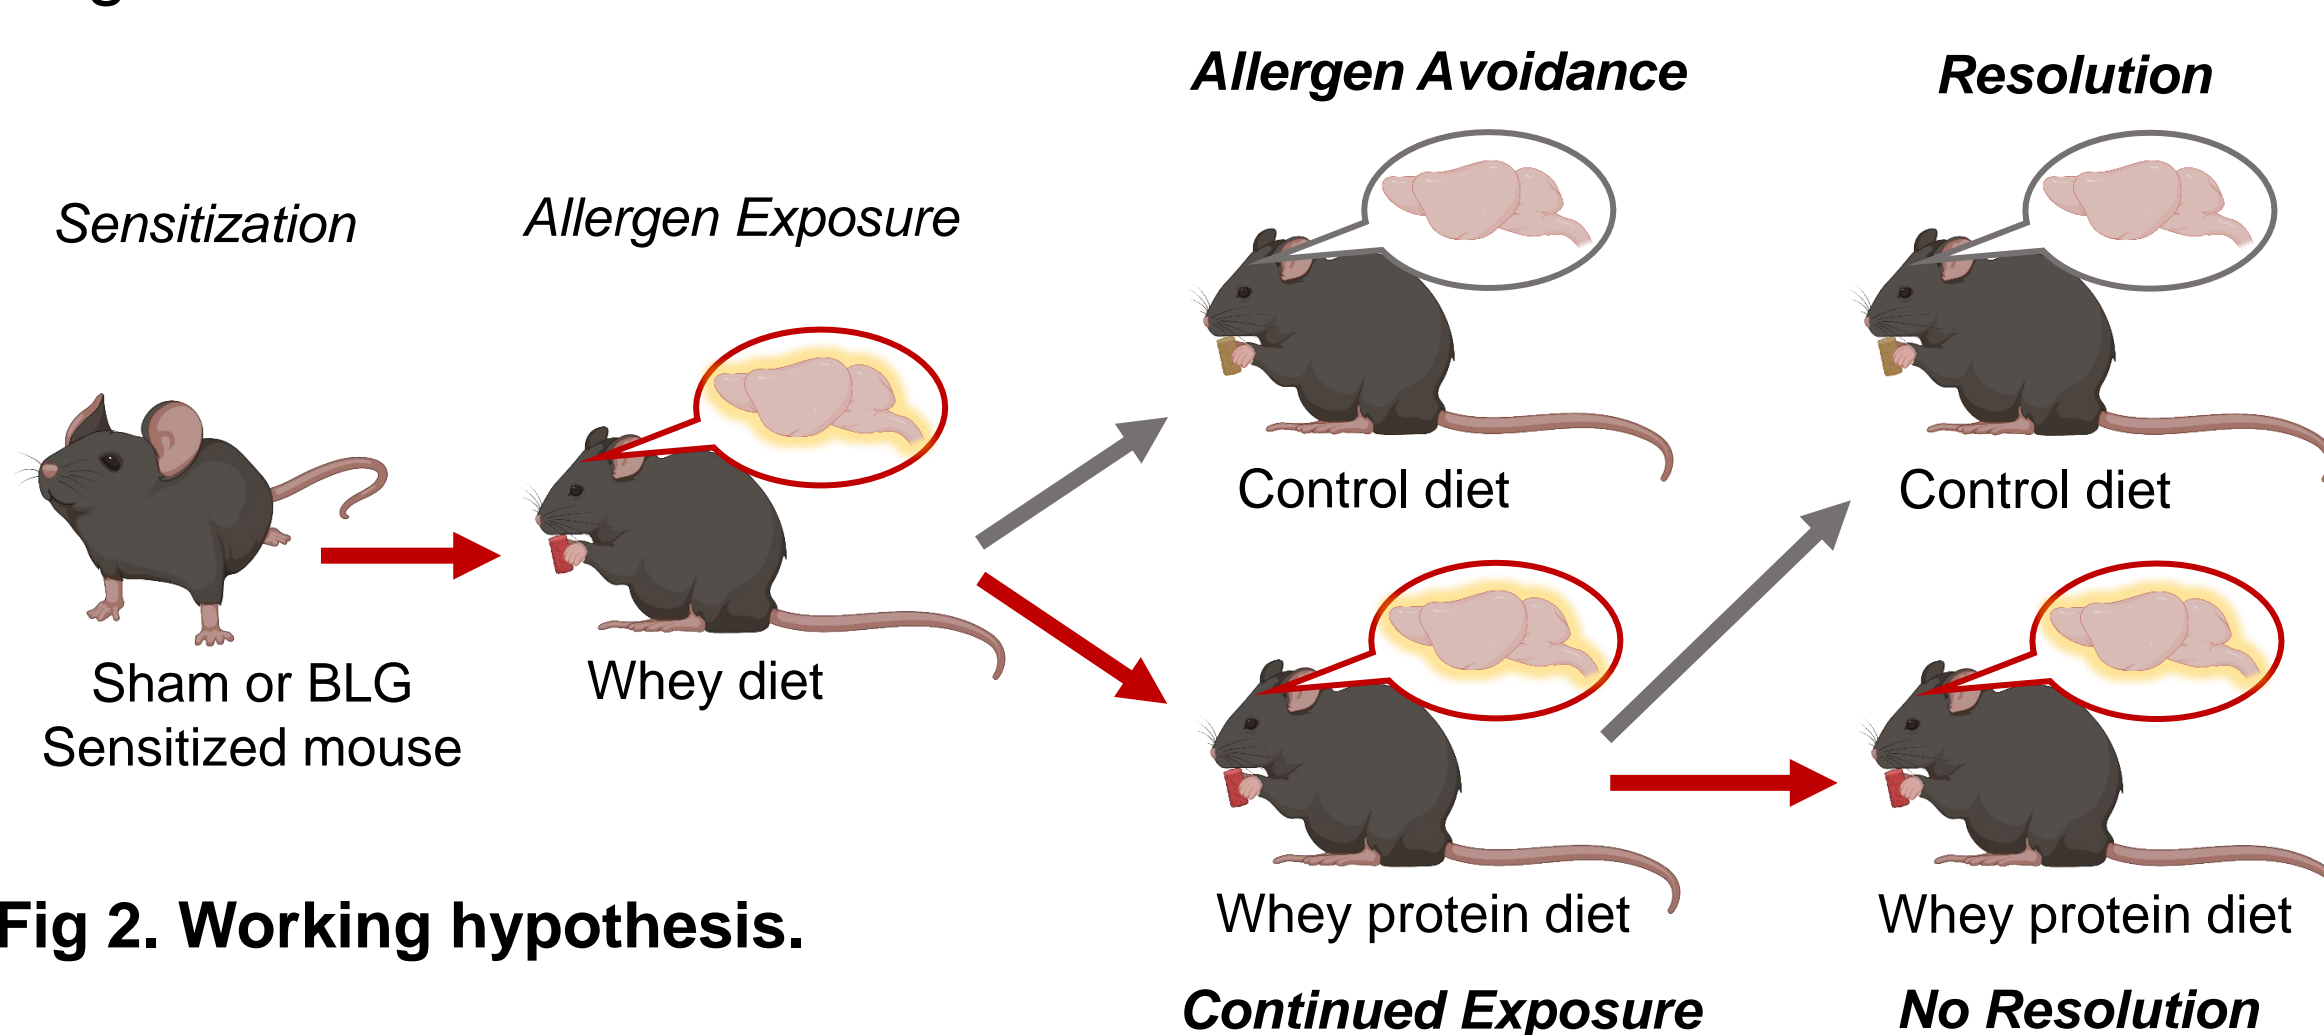 Allergen Avoidance
Resolution
Sensitization
Allergen Exposure
Control diet
Control diet
Sham or BLG
Sensitized mouse
Whey diet
Whey protein diet
Whey protein diet
Fig 2. Working hypothesis.
Continued Exposure
No Resolution